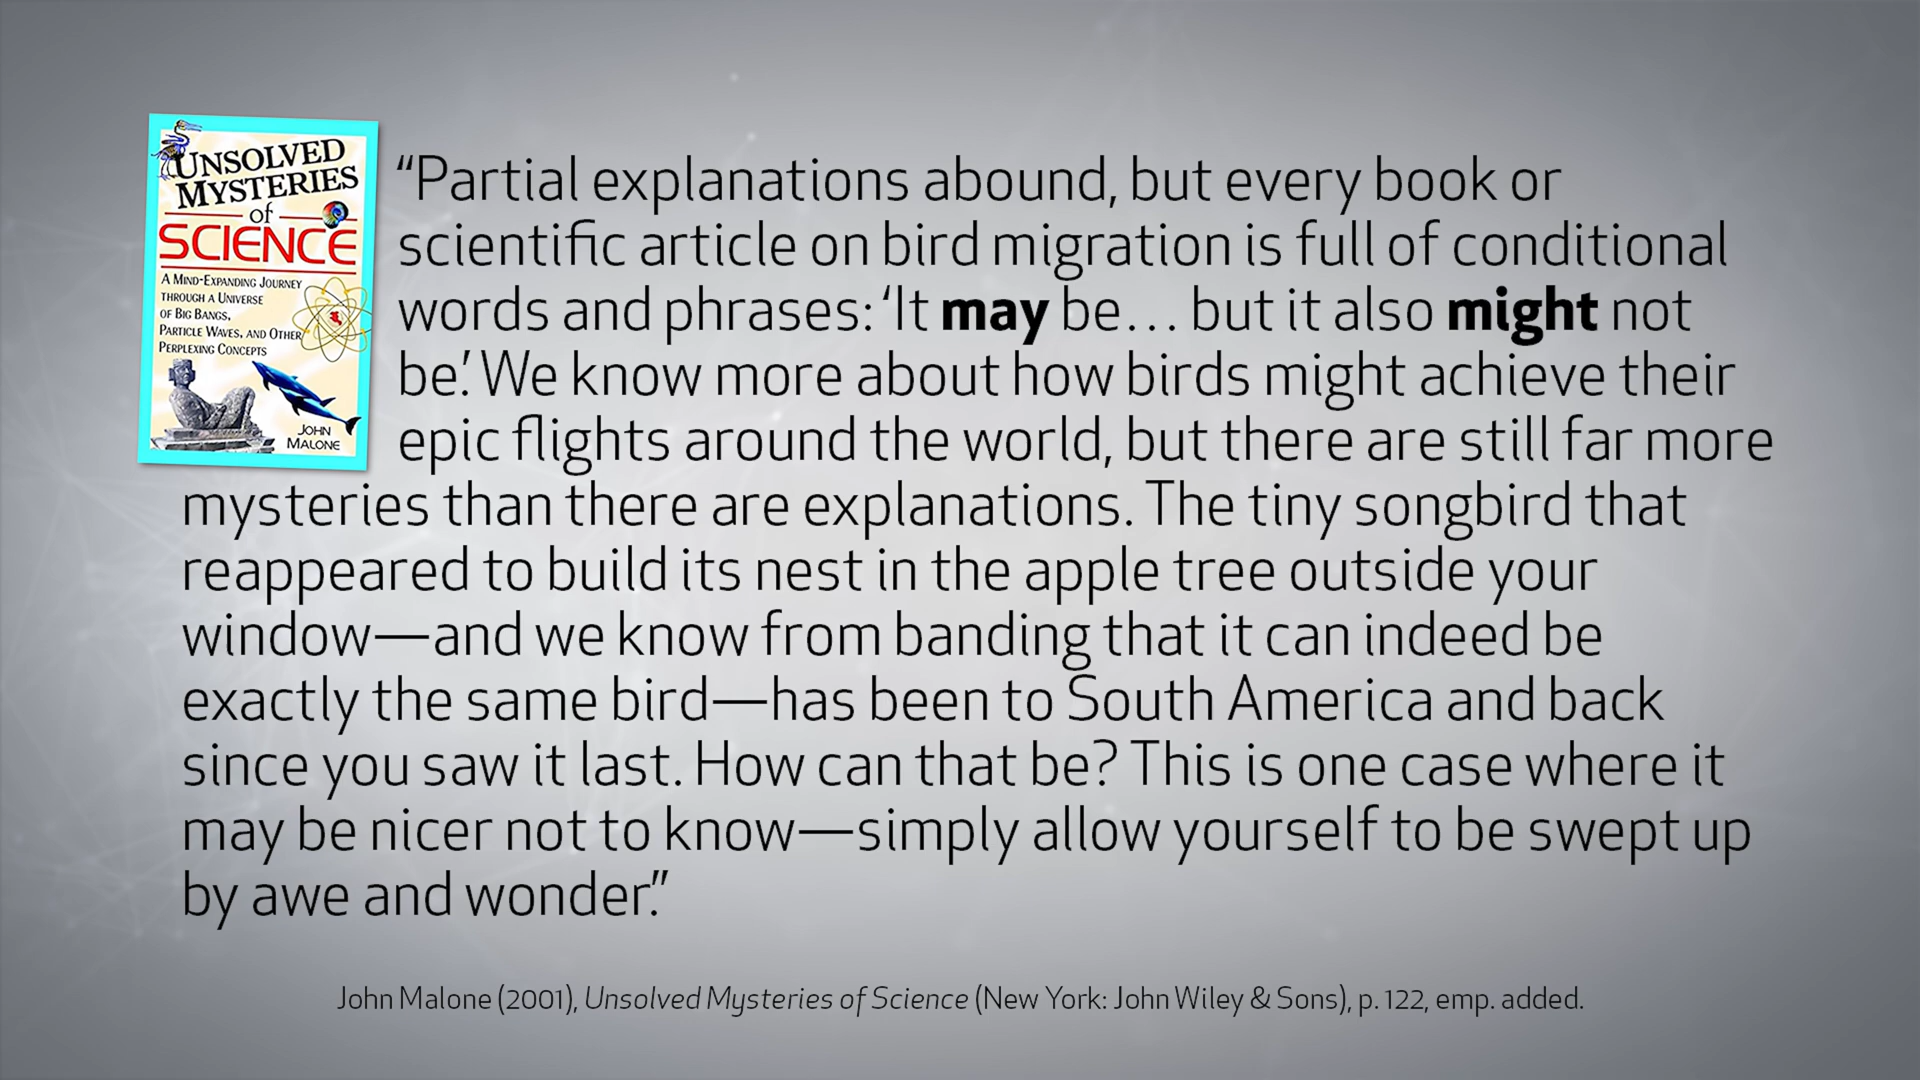 UNSOLVED
MYSTERIES
of
SCIENCE
A MIND-EXPANDING JOURNEY
THROUGH A UNIVERSE
OF BIG BANGS,
PARTICLE WAVES, AND OTHER
PERPLEXING CONCEPTS
JOHN
MALONE
“Partial explanations abound, but every book or
scientific article on bird migration is full of conditional
words and phrases: ‘It may be... but it also might not
be.’ We know more about how birds might achieve their
epic flights around the world, but there are still far more
mysteries than there are explanations. The tiny songbird that
reappeared to build its nest in the apple tree outside your
window—and we know from banding that it can indeed be
exactly the same bird—has been to South America and back
since you saw it last. How can that be? This is one case where it
may be nicer not to know—simply allow yourself to be swept up
by awe and wonder.”
John Malone (2001), Unsolved Mysteries of Science (New York: John Wiley & Sons), p. 122, emp. added.